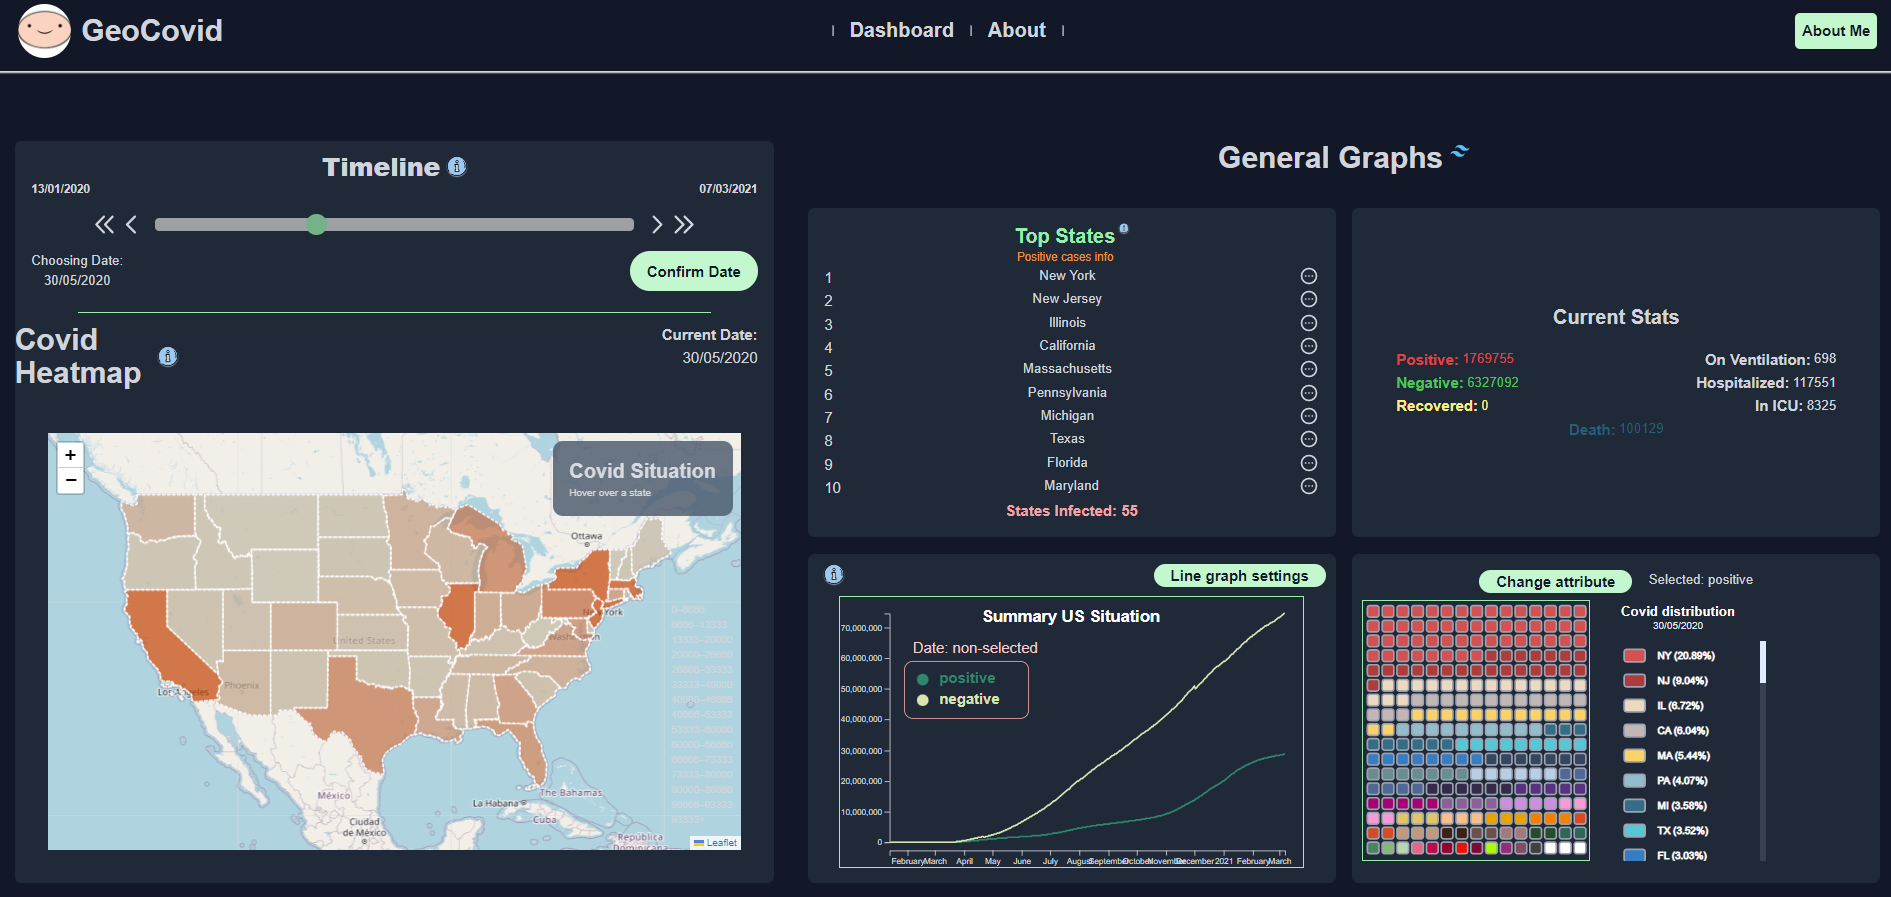 GeoCovid
Dashboard
About
About Me
Timeline
13/01/2020
07/03/2021
Choosing Date:
30/05/2020
Confirm Date
Covid
Heatmap
Current Date:
30/05/2020
+
−
Covid Situation
Hover over a state
Ottawa
United States
Phoenix
México
Ciudad
de México
La Habana
Cuba
The Bahamas
República
Dominicana
Leaflet
General Graphs
Top States
Positive cases info
1 New York
2 New Jersey
3 Illinois
4 California
5 Massachusetts
6 Pennsylvania
7 Michigan
8 Texas
9 Florida
10 Maryland
States Infected: 55
Current Stats
Positive: 1769755
Negative: 6327092
Recovered: 0
On Ventilation: 698
Hospitalized: 117551
In ICU: 8325
Death: 100129
Line graph settings
Summary US Situation
Date: non-selected
positive
negative
70,000,000
60,000,000
50,000,000
40,000,000
30,000,000
20,000,000
10,000,000
0
February March April May June July August September October November December 2021 February March
Change attribute
Selected: positive
Covid distribution
30/05/2020
NY (20.89%)
NJ (9.04%)
IL (6.72%)
CA (6.04%)
MA (5.44%)
PA (4.07%)
MI (3.58%)
TX (3.52%)
FL (3.03%)